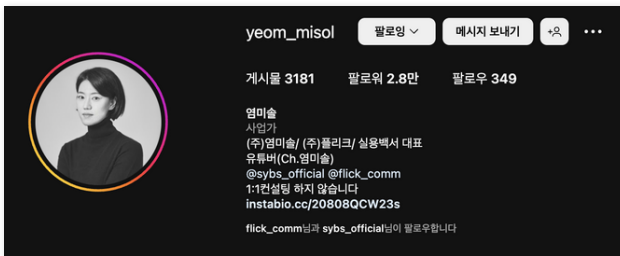 yeom_misol 팔로잉 메시지 보내기
게시물 3181 팔로워 2.8만 팔로우 349
염미솔
사업가
(주)염미솔/ (주)플리크/ 실용백서 대표
유튜버(Ch.염미솔)
@sybs_official @flick_comm
1:1컨설팅 하지 않습니다
instabio.cc/20808QCW23s
flick_comm님과 sybs_official님이 팔로우합니다